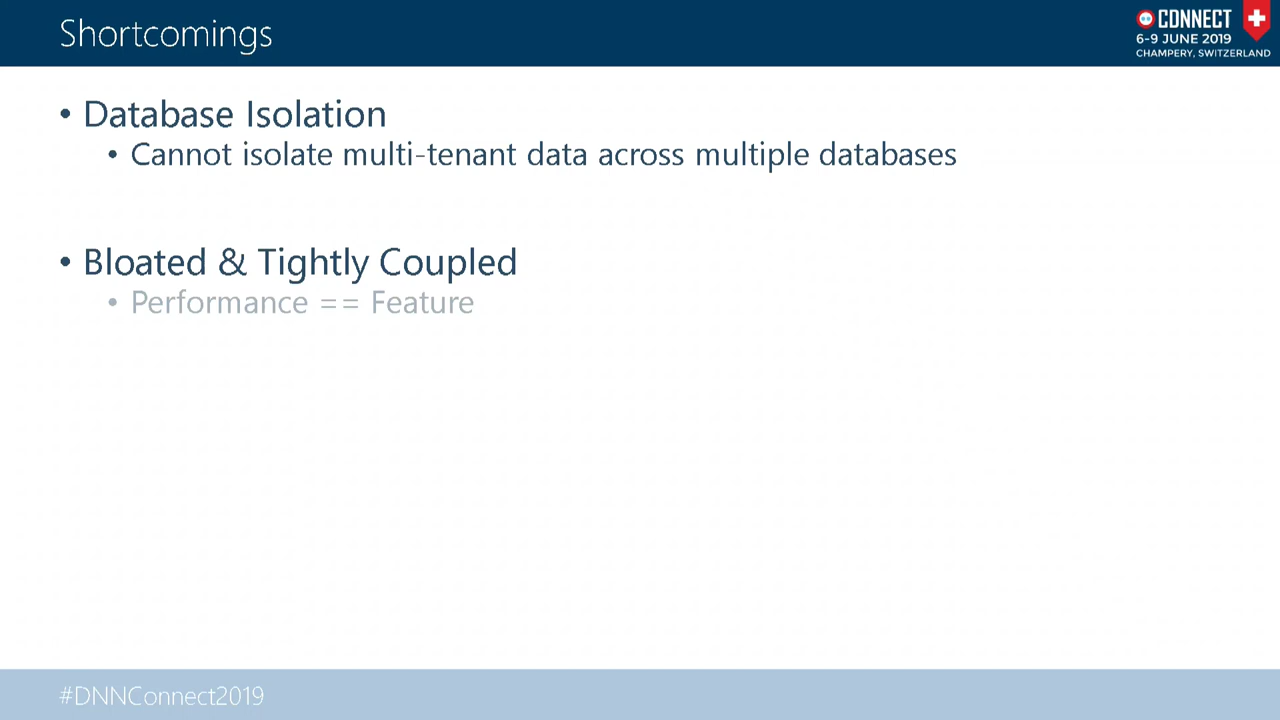 Shortcomings
CONNECT
6-9 JUNE 2019
CHAMPERY, SWITZERLAND
• Database Isolation
• Cannot isolate multi-tenant data across multiple databases
• Bloated & Tightly Coupled
• Performance == Feature
#DNNConnect2019